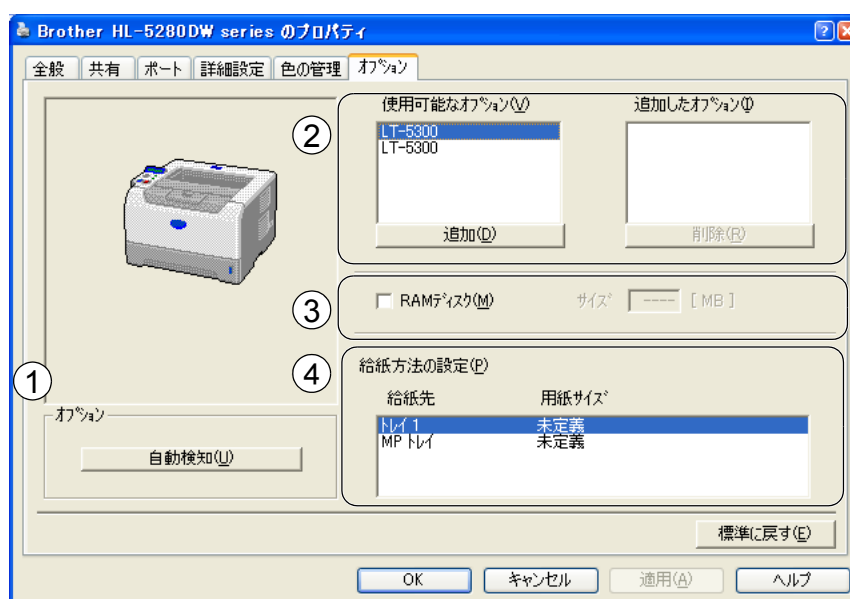 Brother HL-5280DW series のプロパティ
全般 共有 ポート 詳細設定 色の管理 オプション
② 使用可能なオプション(V) 追加したオプション(I)
LT-5300
LT-5300
追加(D) 削除(R)
③ RAMディスク(M) サイズ ---- [ MB ]
④ 給紙方法の設定(P)
給紙先 用紙サイズ
トレイ 1 未定義
MP トレイ 未定義
①
オプション
自動検知(U)
標準に戻す(E)
OK キャンセル 適用(A) ヘルプ